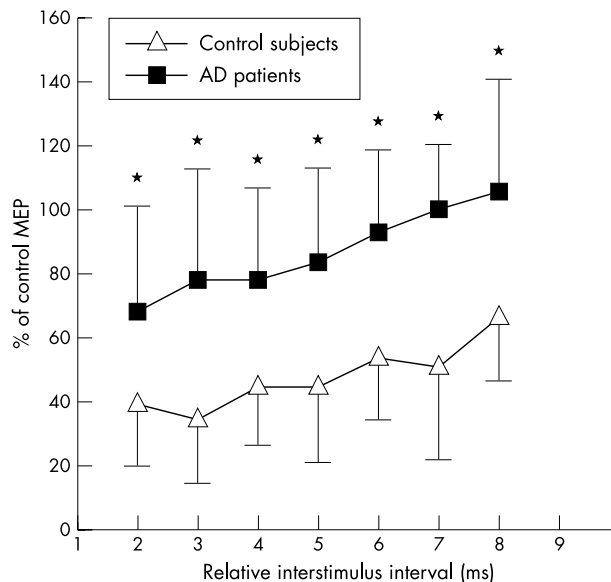 160
140
120
100
80
60
40
20
0
% of control MEP
Control subjects
AD patients
★ ★ ★ ★ ★ ★ ★
1 2 3 4 5 6 7 8 9
Relative interstimulus interval (ms)